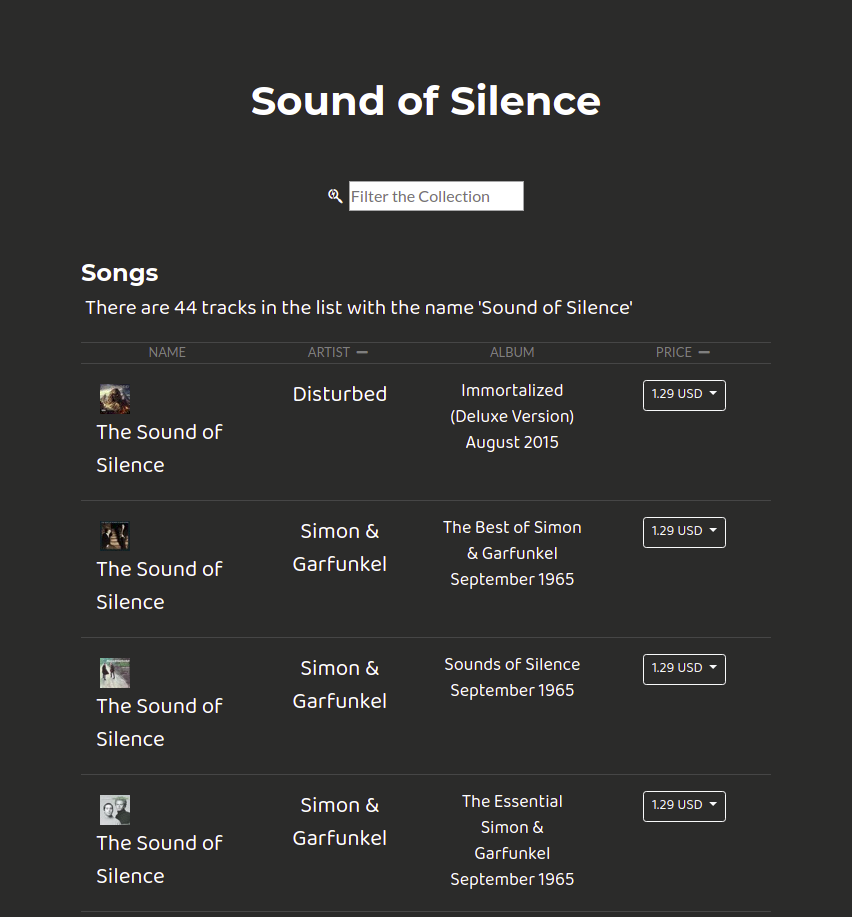 Sound of Silence
Filter the Collection
Songs
There are 44 tracks in the list with the name 'Sound of Silence'
NAME ARTIST ALBUM PRICE
The Sound of
Silence
Disturbed
Immortalized
(Deluxe Version)
August 2015
1.29 USD
The Sound of
Silence
Simon &
Garfunkel
The Best of Simon
& Garfunkel
September 1965
1.29 USD
The Sound of
Silence
Simon &
Garfunkel
Sounds of Silence
September 1965
1.29 USD
The Sound of
Silence
Simon &
Garfunkel
The Essential
Simon &
Garfunkel
September 1965
1.29 USD